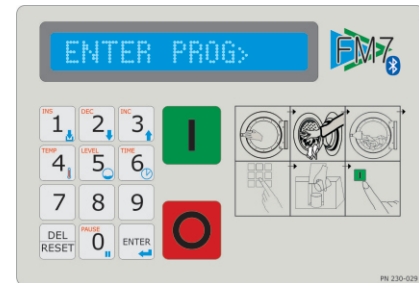 ENTER PROG>
FM7
INS DEC INC
1 2 3
TEMP LEVEL TIME
4 5 6
7 8 9
DEL
RESET
PAUSE
0
ENTER
PN 230-029